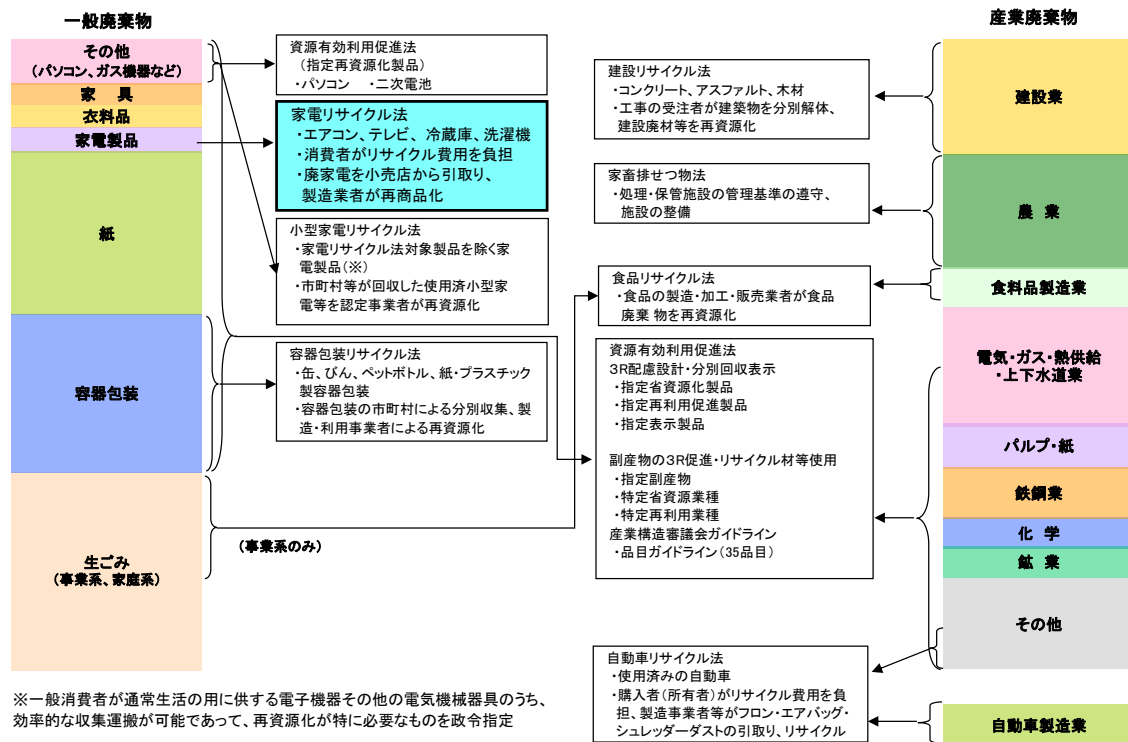 一般廃棄物
その他
(パソコン、ガス機器など)
家　具
衣料品
家電製品
紙
容器包装
生ごみ
(事業系、家庭系)
資源有効利用促進法
(指定再資源化製品)
・パソコン　・二次電池
家電リサイクル法
・エアコン、テレビ、冷蔵庫、洗濯機
・消費者がリサイクル費用を負担
・廃家電を小売店から引取り、
製造業者が再商品化
小型家電リサイクル法
・家電リサイクル法対象製品を除く家
電製品(※)
・市町村等が回収した使用済小型家
電等を認定事業者が再資源化
容器包装リサイクル法
・缶、びん、ペットボトル、紙・プラスチック
製容器包装
・容器包装の市町村による分別収集、製
造・利用事業者による再資源化
(事業系のみ)
建設リサイクル法
・コンクリート、アスファルト、木材
・工事の受注者が建築物を分別解体、
建設廃材等を再資源化
家畜排せつ物法
・処理・保管施設の管理基準の遵守、
施設の整備
食品リサイクル法
・食品の製造・加工・販売業者が食品
廃棄 物を再資源化
資源有効利用促進法
3R配慮設計・分別回収表示
・指定省資源化製品
・指定再利用促進製品
・指定表示製品
副産物の3R促進・リサイクル材等使用
・指定副産物
・特定省資源業種
・特定再利用業種
産業構造審議会ガイドライン
・品目ガイドライン(35品目)
自動車リサイクル法
・使用済みの自動車
・購入者(所有者)がリサイクル費用を負
担、製造事業者等がフロン・エアバッグ・
シュレッダーダストの引取り、リサイクル
産業廃棄物
建設業
農 業
食料品製造業
電気・ガス・熱供給
・上下水道業
パルプ・紙
鉄鋼業
化 学
鉱 業
その他
自動車製造業
※一般消費者が通常生活の用に供する電子機器その他の電気機械器具のうち、
効率的な収集運搬が可能であって、再資源化が特に必要なものを政令指定